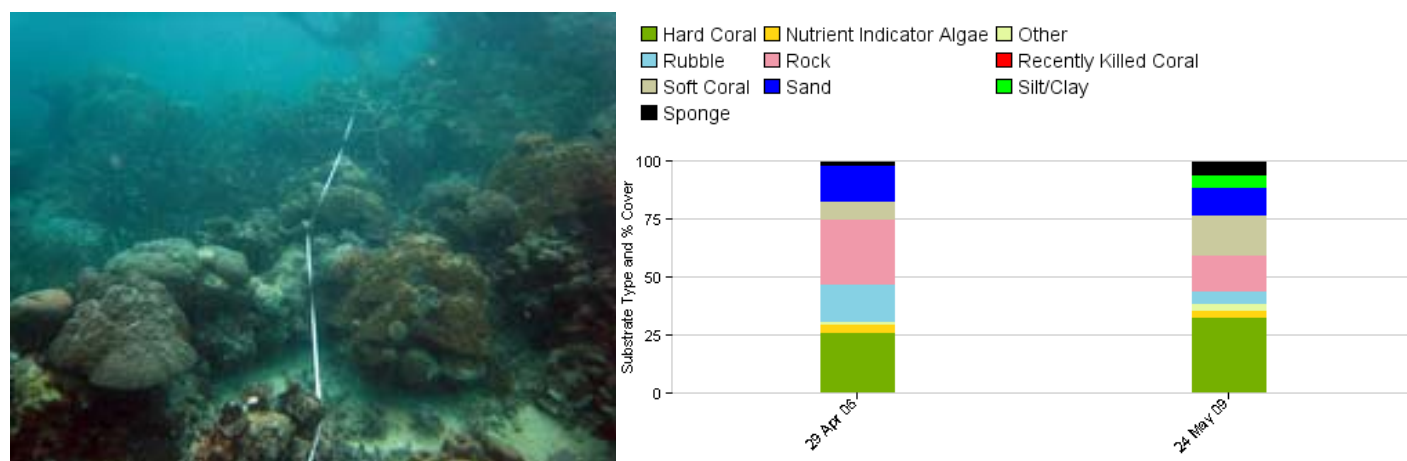 Hard Coral Nutrient Indicator Algae Other
Rubble Rock Recently Killed Coral
Soft Coral Sand Silt/Clay
Sponge
100
75
50
25
0
Substrate Type and % Cover
29 Apr 06
24 May 09